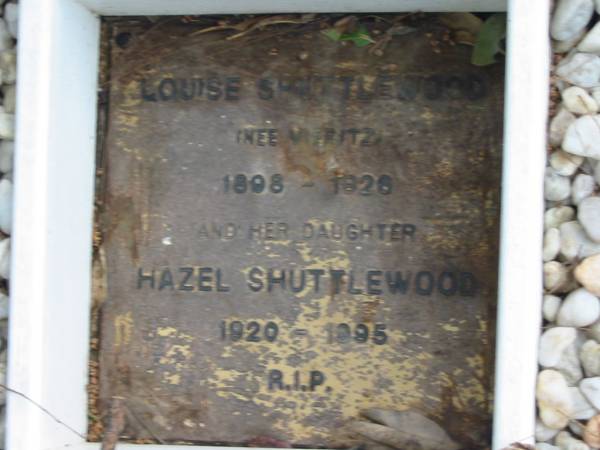 LOUISE SHUTTLEWOOD
(NEE
1898 - 1928
AND HER DAUGHTER
HAZEL SHUTTLEWOOD
1920 - 1995
R.I.P.